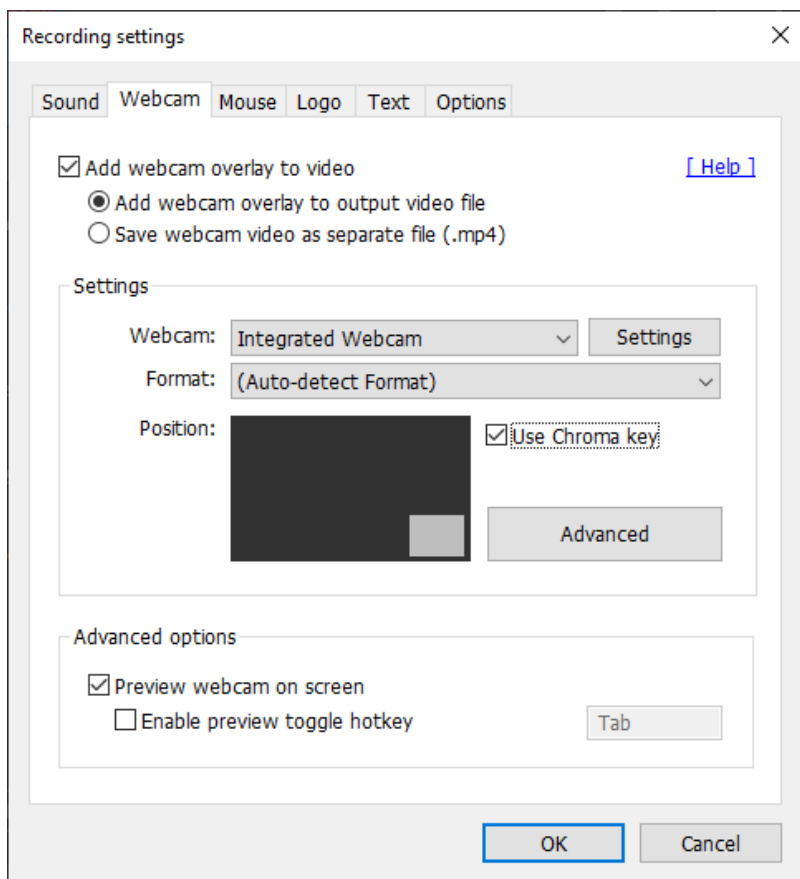 Recording settings
Sound Webcam Mouse Logo Text Options
Add webcam overlay to video [ Help ]
Add webcam overlay to output video file
Save webcam video as separate file (.mp4)
Settings
Webcam: Integrated Webcam Settings
Format: (Auto-detect Format)
Position: Use Chroma key
Advanced
Advanced options
Preview webcam on screen
Enable preview toggle hotkey Tab
OK Cancel